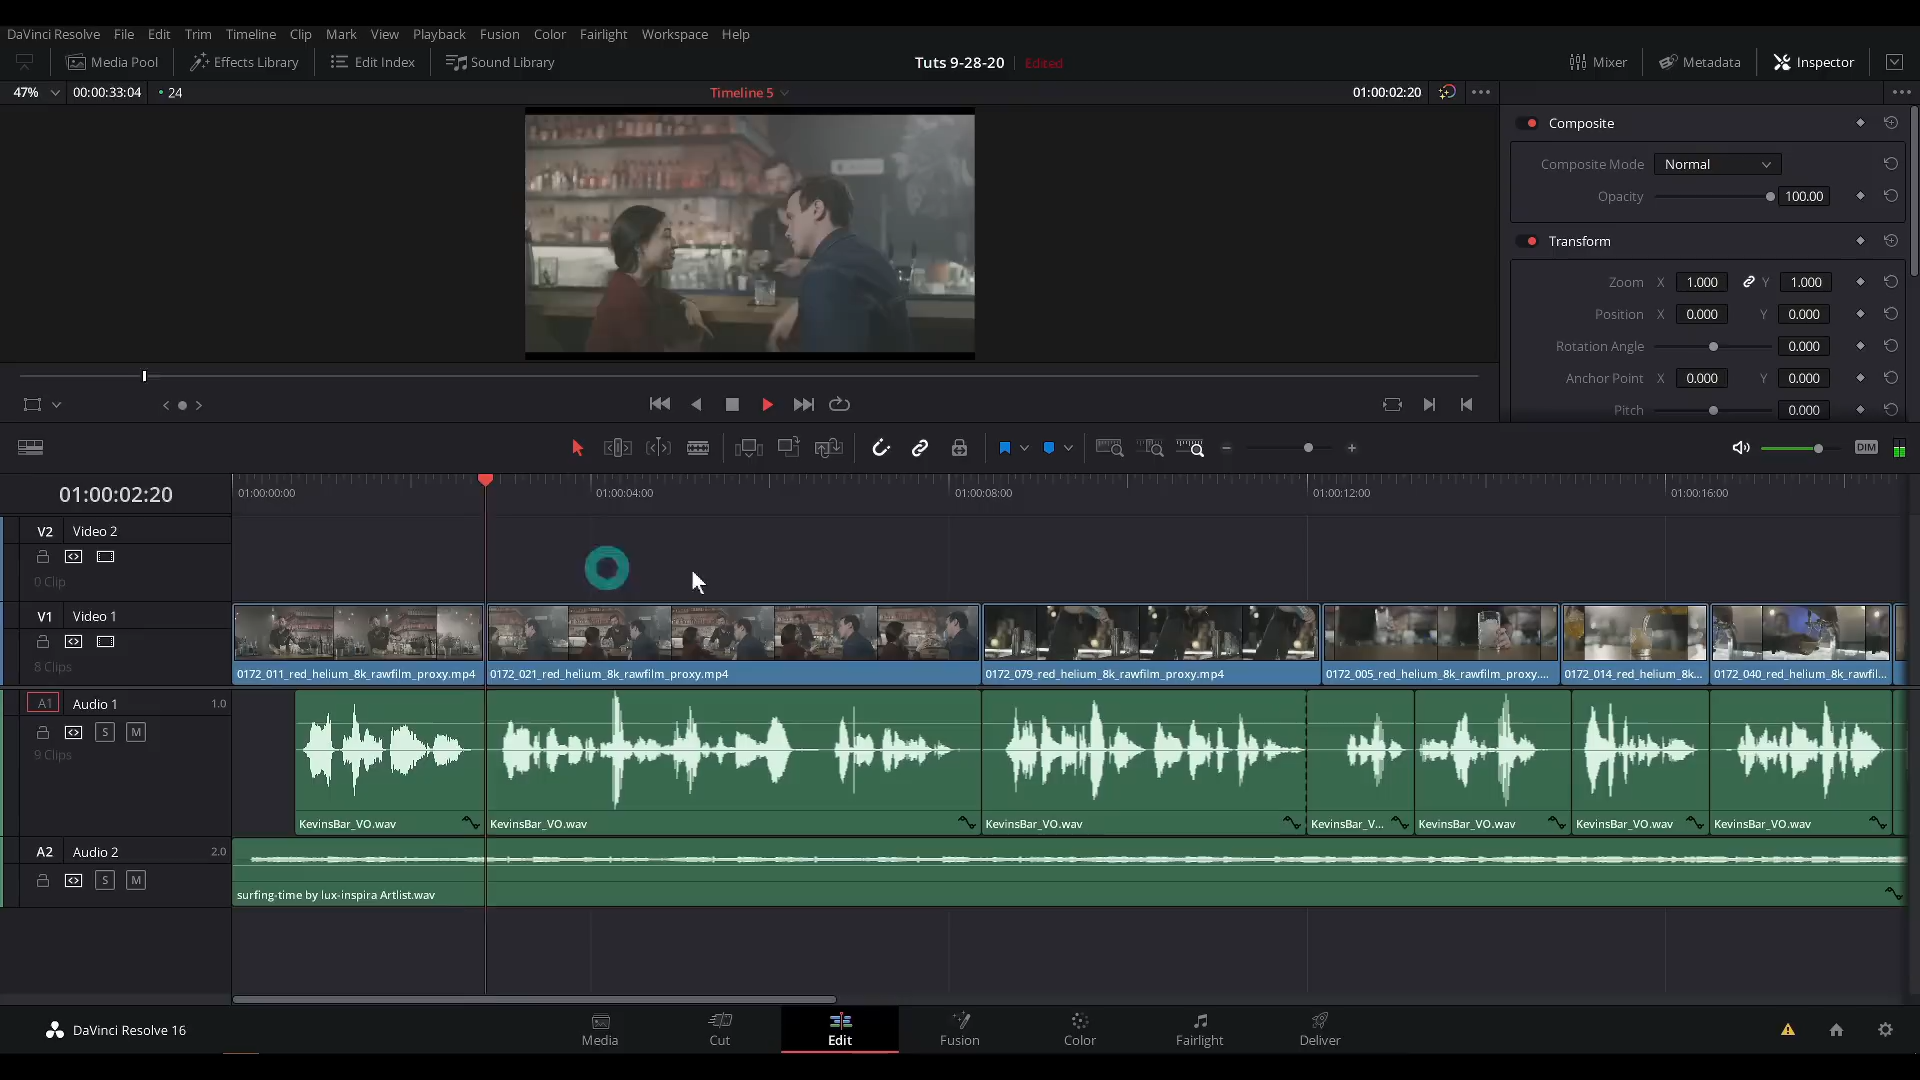 DaVinci Resolve File Edit Trim Timeline Clip Mark View Playback Fusion Color Fairlight Workspace Help
Media Pool Effects Library Edit Index Sound Library Tuts 9-28-20 Edited Mixer Metadata Inspector
47% 00:00:33:04 24 Timeline 5 01:00:02:20
Composite
Composite Mode Normal
Opacity 100.00
Transform
Zoom X 1.000 Y 1.000
Position X 0.000 Y 0.000
Rotation Angle 0.000
Anchor Point X 0.000 Y 0.000
Pitch 0.000
DIM
01:00:02:20 01:00:00:00 01:00:04:00 01:00:08:00 01:00:12:00 01:00:16:00
V2 Video 2
0 Clip
V1 Video 1
8 Clips
0172_011_red_helium_8k_rawfilm_proxy.mp4 0172_021_red_helium_8k_rawfilm_proxy.mp4 0172_079_red_helium_8k_rawfilm_proxy.mp4 0172_005_red_helium_8k_rawfilm_proxy.... 0172_014_red_helium_8k... 0172_040_red_helium_8k_rawfil...
A1 Audio 1 1.0
S M
9 Clips
KevinsBar_VO.wav KevinsBar_VO.wav KevinsBar_VO.wav KevinsBar_V... KevinsBar_VO.wav KevinsBar_VO.wav KevinsBar_VO.wav
A2 Audio 2 2.0
S M
surfing-time by lux-inspira Artlist.wav
DaVinci Resolve 16 Media Cut Edit Fusion Color Fairlight Deliver